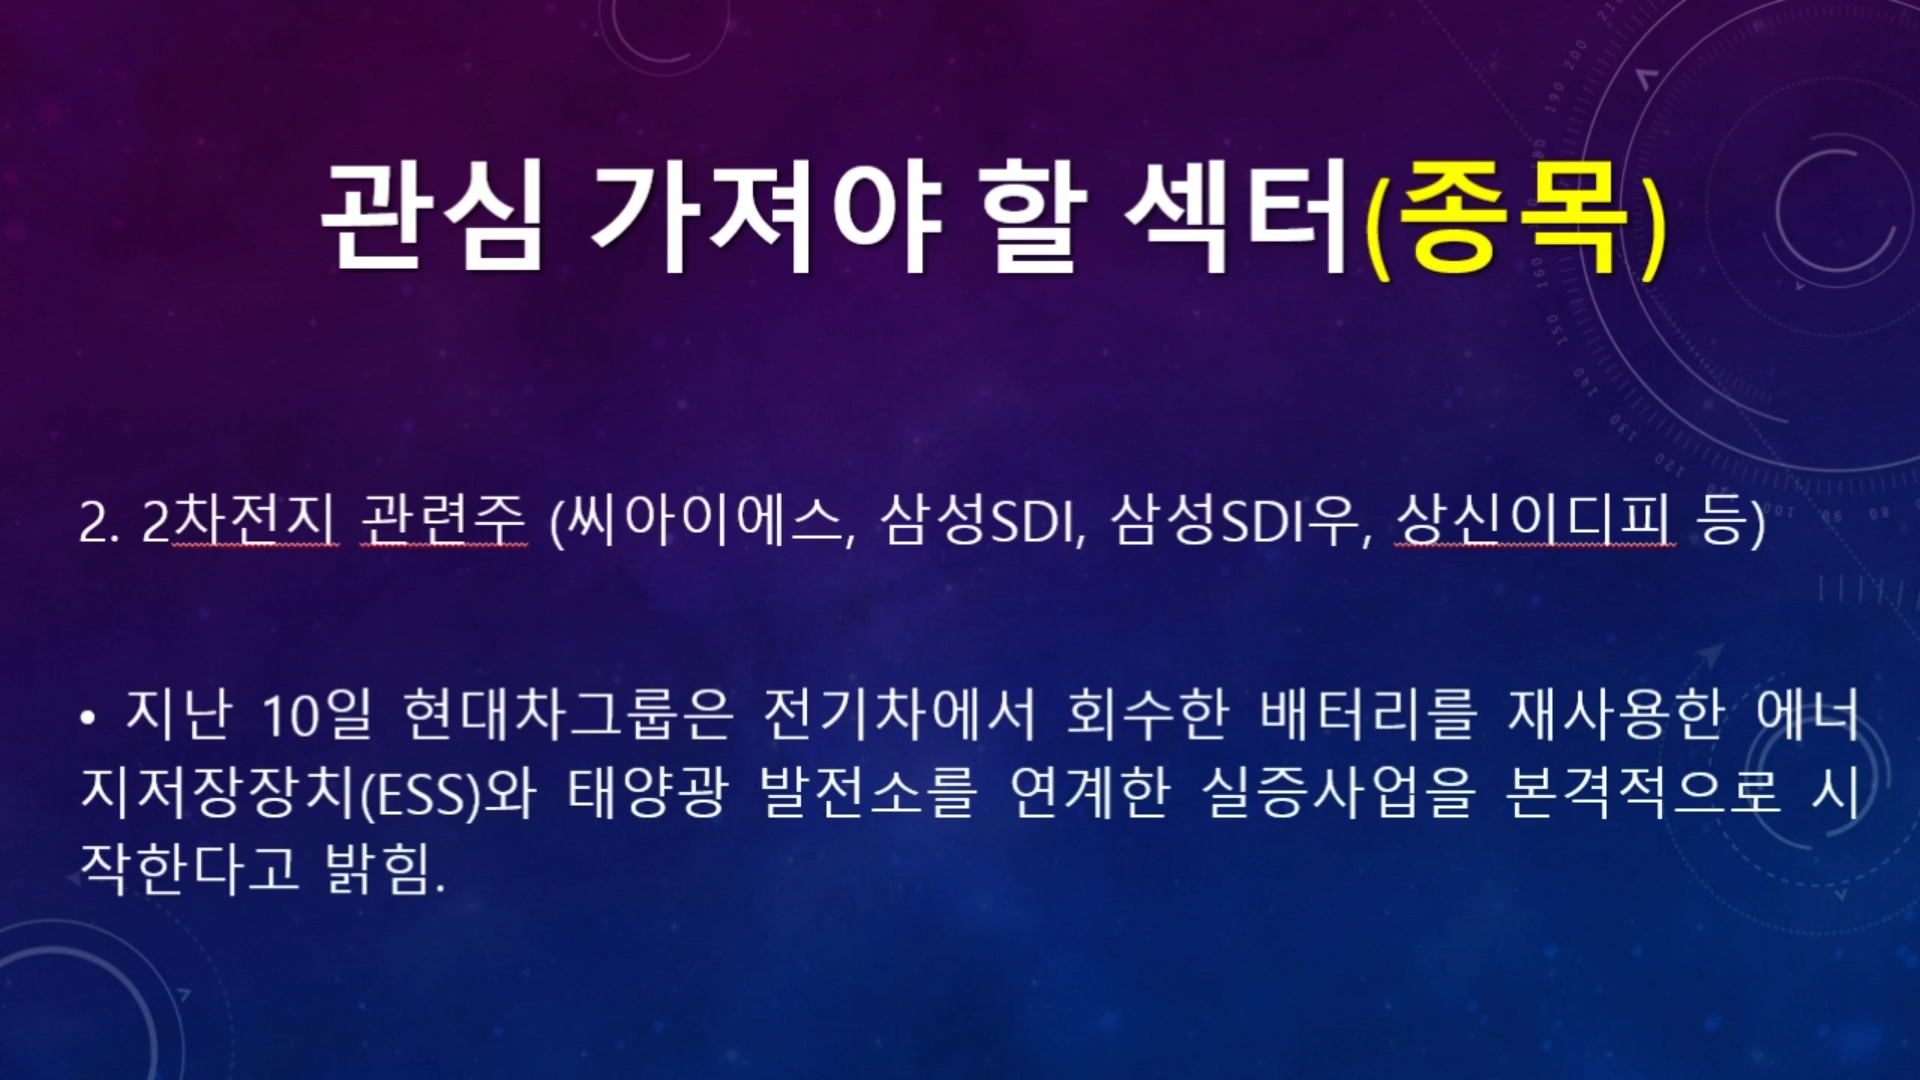 관심 가져야 할 섹터(종목)
2. 2차전지 관련주 (씨아이에스, 삼성SDI, 삼성SDI우, 상신이디피 등)
• 지난 10일 현대차그룹은 전기차에서 회수한 배터리를 재사용한 에너
지저장장치(ESS)와 태양광 발전소를 연계한 실증사업을 본격적으로 시
작한다고 밝힘.